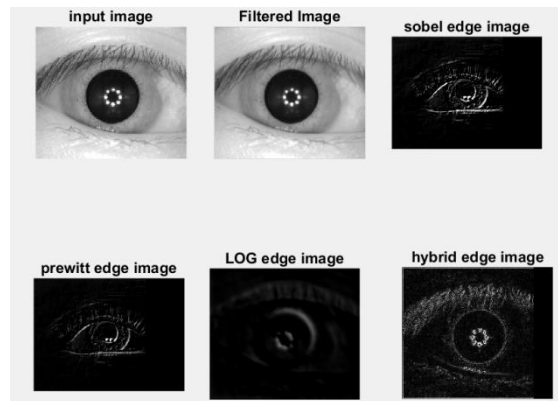 input image
Filtered Image
sobel edge image
prewitt edge image
LOG edge image
hybrid edge image